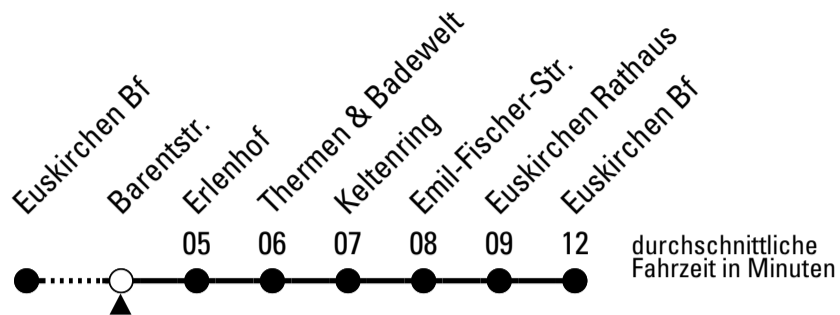 Euskirchen Bf
Barentstr.
Erlenhof
Thermen & Badewelt
Keltenring
Emil-Fischer-Str.
Euskirchen Rathaus
Euskirchen Bf
05 06 07 08 09 12
durchschnittliche
Fahrzeit in Minuten